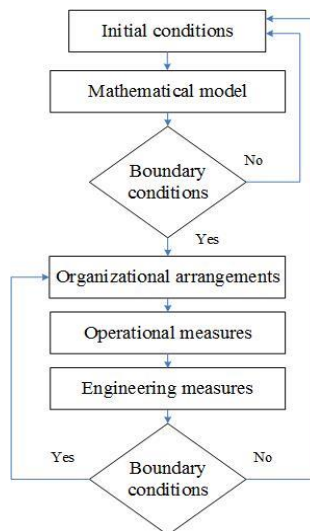 Initial conditions
Mathematical model
Boundary
conditions
No
Yes
Organizational arrangements
Operational measures
Engineering measures
Yes
Boundary
conditions
No